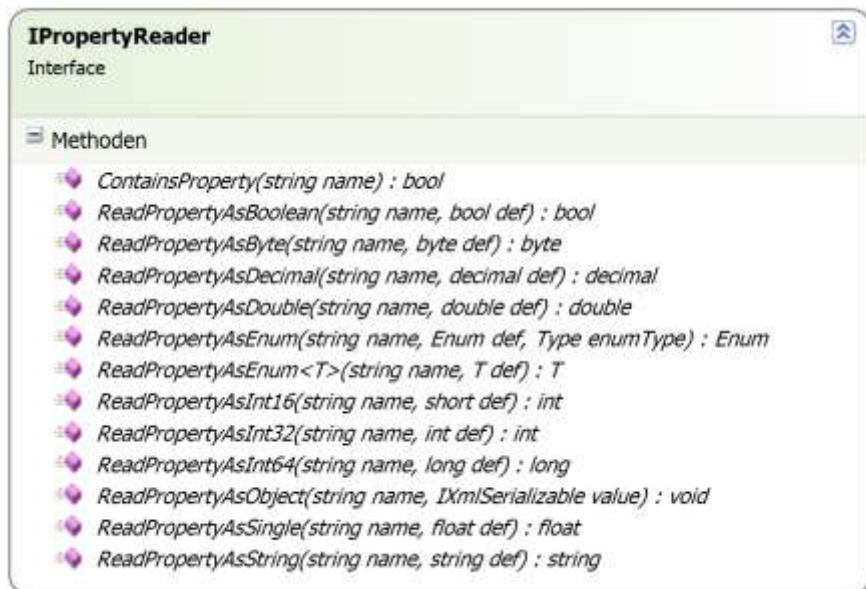 IPropertyReader
Interface
Methoden
ContainsProperty(string name) : bool
ReadPropertyAsBoolean(string name, bool def) : bool
ReadPropertyAsByte(string name, byte def) : byte
ReadPropertyAsDecimal(string name, decimal def) : decimal
ReadPropertyAsDouble(string name, double def) : double
ReadPropertyAsEnum(string name, Enum def, Type enumType) : Enum
ReadPropertyAsEnum<T>(string name, T def) : T
ReadPropertyAsInt16(string name, short def) : int
ReadPropertyAsInt32(string name, int def) : int
ReadPropertyAsInt64(string name, long def) : long
ReadPropertyAsObject(string name, IXmlSerializable value) : void
ReadPropertyAsSingle(string name, float def) : float
ReadPropertyAsString(string name, string def) : string